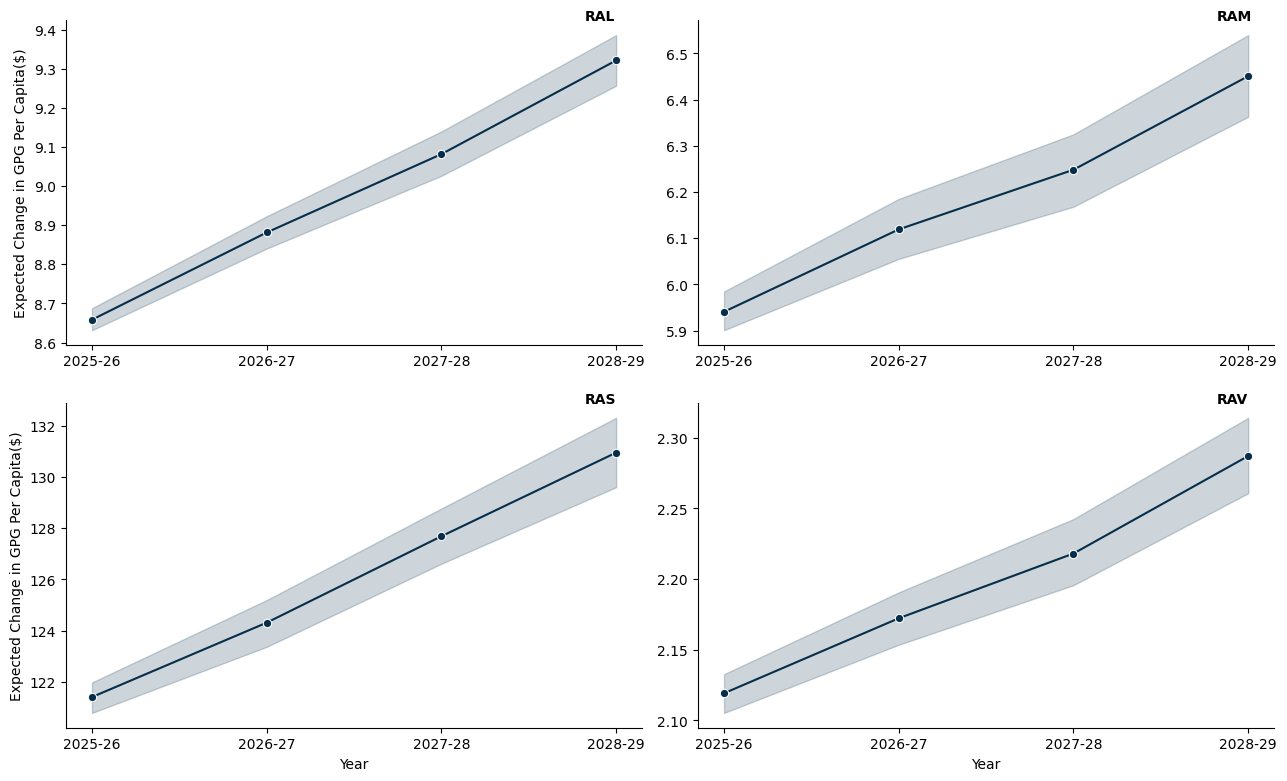 RAL
Expected Change in GPG Per Capita($)
9.4
9.3
9.2
9.1
9.0
8.9
8.8
8.7
8.6
2025-26 2026-27 2027-28 2028-29
RAM
6.5
6.4
6.3
6.2
6.1
6.0
5.9
2025-26 2026-27 2027-28 2028-29
RAS
Expected Change in GPG Per Capita($)
132
130
128
126
124
122
2025-26 2026-27 2027-28 2028-29
Year
RAV
2.30
2.25
2.20
2.15
2.10
2025-26 2026-27 2027-28 2028-29
Year